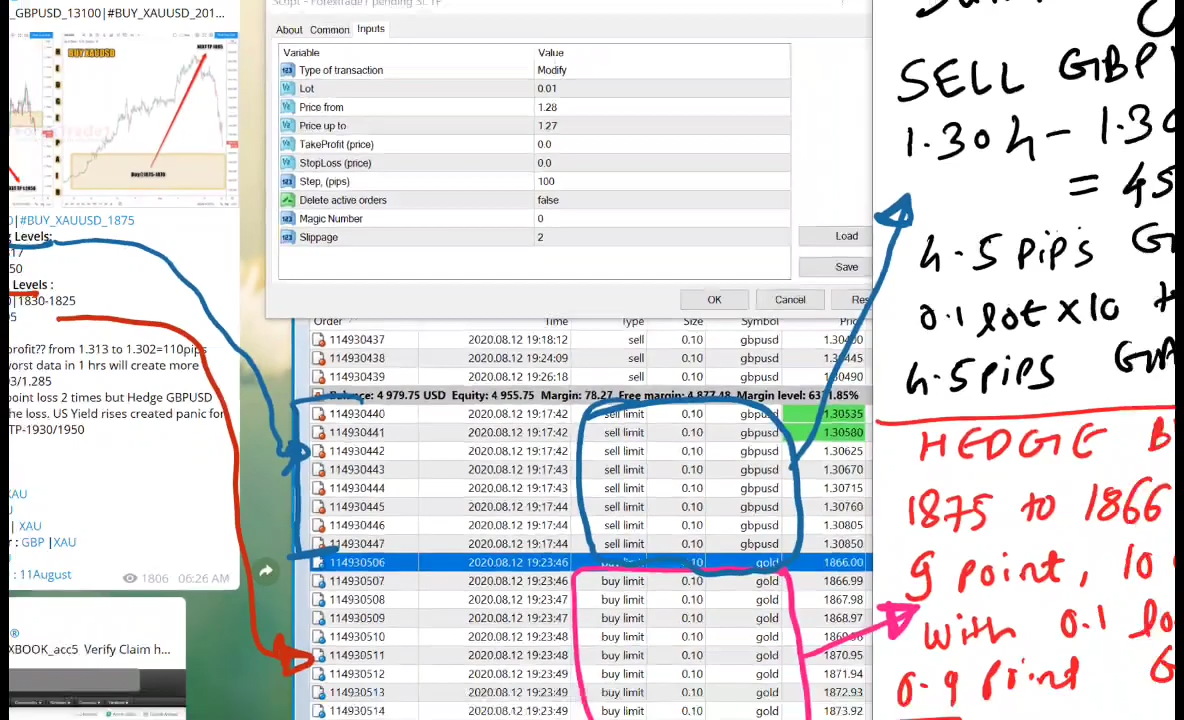 _GBPUSD_13100|#BUY_XAUUSD_201...
BUY XAUUSD
NEXT TP 1895
Buy@1875-1876
|#BUY_XAUUSD_1875
Levels:
50
Levels :
|1830-1825
profit?? from 1.313 to 1.302=110pips
worst data in 1 hrs will create more
/1.285
point loss 2 times but Hedge GBPUSD
he loss. US Yield rises created panic for
TP-1930/1950
XAU
| XAU
: GBP |XAU
: 11August
1806 06:26 AM
XBOOK_acc5 Verify Claim h...
About Common Inputs
Variable Value
Type of transaction Modify
Lot 0.01
Price from 1.28
Price up to 1.27
TakeProfit (price) 0.0
StopLoss (price) 0.0
Step, (pips) 100
Delete active orders false
Magic Number 0
Slippage 2
Load
Save
OK Cancel Res
Order Time Type Size Symbol Price
114930437 2020.08.12 19:18:12 sell 0.10 gbpusd 1.30400
114930438 2020.08.12 19:24:09 sell 0.10 gbpusd 1.30445
114930439 2020.08.12 19:26:18 sell 0.10 gbpusd 1.30490
Balance: 4 979.75 USD Equity: 4 955.75 Margin: 78.27 Free margin: 4 877.48 Margin level: 6331.85%
114930440 2020.08.12 19:17:42 sell limit 0.10 gbpusd 1.30535
114930441 2020.08.12 19:17:42 sell limit 0.10 gbpusd 1.30580
114930442 2020.08.12 19:17:42 sell limit 0.10 gbpusd 1.30625
114930443 2020.08.12 19:17:43 sell limit 0.10 gbpusd 1.30670
114930444 2020.08.12 19:17:43 sell limit 0.10 gbpusd 1.30715
114930445 2020.08.12 19:17:44 sell limit 0.10 gbpusd 1.30760
114930446 2020.08.12 19:17:44 sell limit 0.10 gbpusd 1.30805
114930447 2020.08.12 19:17:44 sell limit 0.10 gbpusd 1.30850
114930506 2020.08.12 19:23:46 buy limit 0.10 gold 1866.00
114930507 2020.08.12 19:23:46 buy limit 0.10 gold 1866.99
114930508 2020.08.12 19:23:47 buy limit 0.10 gold 1867.98
114930509 2020.08.12 19:23:47 buy limit 0.10 gold 1868.97
114930510 2020.08.12 19:23:48 buy limit 0.10 gold 1869.96
114930511 2020.08.12 19:23:48 buy limit 0.10 gold 1870.95
114930512 2020.08.12 19:23:49 buy limit 0.10 gold 1871.94
114930513 2020.08.12 19:23:49 buy limit 0.10 gold 1872.93
114930514 2020.08.12 19:23:49 buy limit 0.10 gold 1873.92
SELL GBP
1.304 - 1.30
= 45
4.5 pips G
0.1 lot x 10
4.5 pips
HEDGE B
1875 to 1866
9 point, 10
with 0.1 lo
0.9 point G